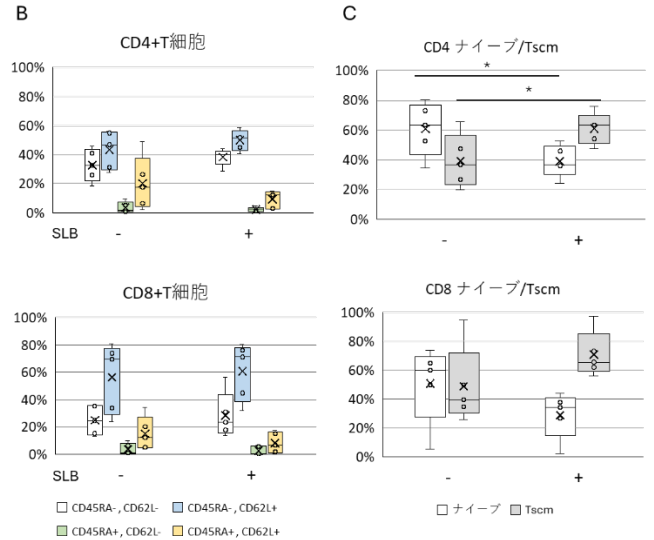 B
CD4+T細胞
100%
80%
60%
40%
20%
0%
SLB - +
CD8+T細胞
100%
80%
60%
40%
20%
0%
SLB - +
CD45RA- , CD62L-
CD45RA- , CD62L+
CD45RA+ , CD62L-
CD45RA+ , CD62L+
C
CD4 ナイーブ/Tscm
100%
80%
60%
40%
20%
0%
*
*
- +
CD8 ナイーブ/Tscm
100%
80%
60%
40%
20%
0%
- +
ナイーブ
Tscm